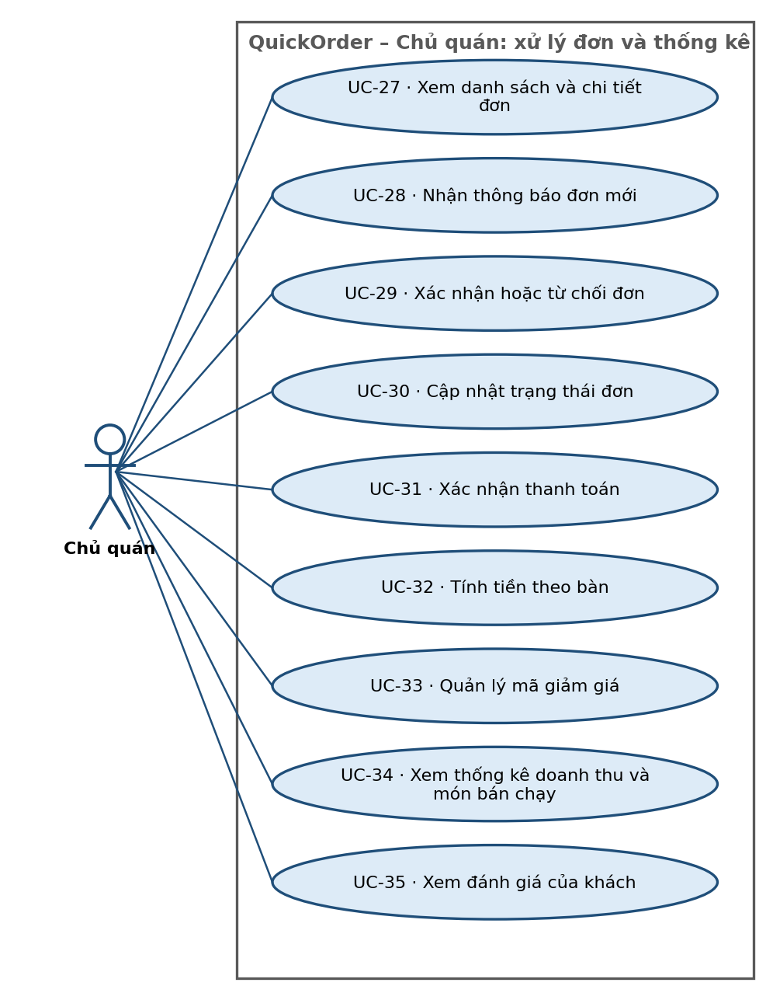 QuickOrder – Chủ quán: xử lý đơn và thống kê
UC-27 · Xem danh sách và chi tiết
đơn
UC-28 · Nhận thông báo đơn mới
UC-29 · Xác nhận hoặc từ chối đơn
UC-30 · Cập nhật trạng thái đơn
UC-31 · Xác nhận thanh toán
Chủ quán
UC-32 · Tính tiền theo bàn
UC-33 · Quản lý mã giảm giá
UC-34 · Xem thống kê doanh thu và
món bán chạy
UC-35 · Xem đánh giá của khách